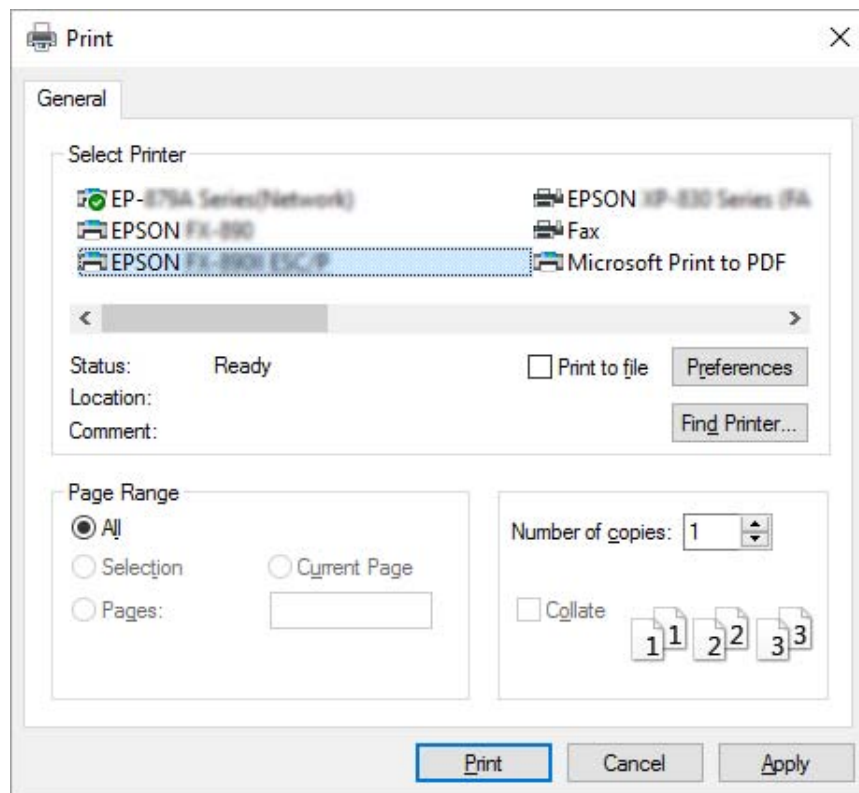 Print
General
Select Printer
EP-
EPSON
EPSON
EPSON
Fax
Microsoft Print to PDF
Status: Ready
Location:
Comment:
Print to file
Preferences
Find Printer...
Page Range
All
Selection
Current Page
Pages:
Number of copies: 1
Collate
1 1 2 2 3 3
Print Cancel Apply